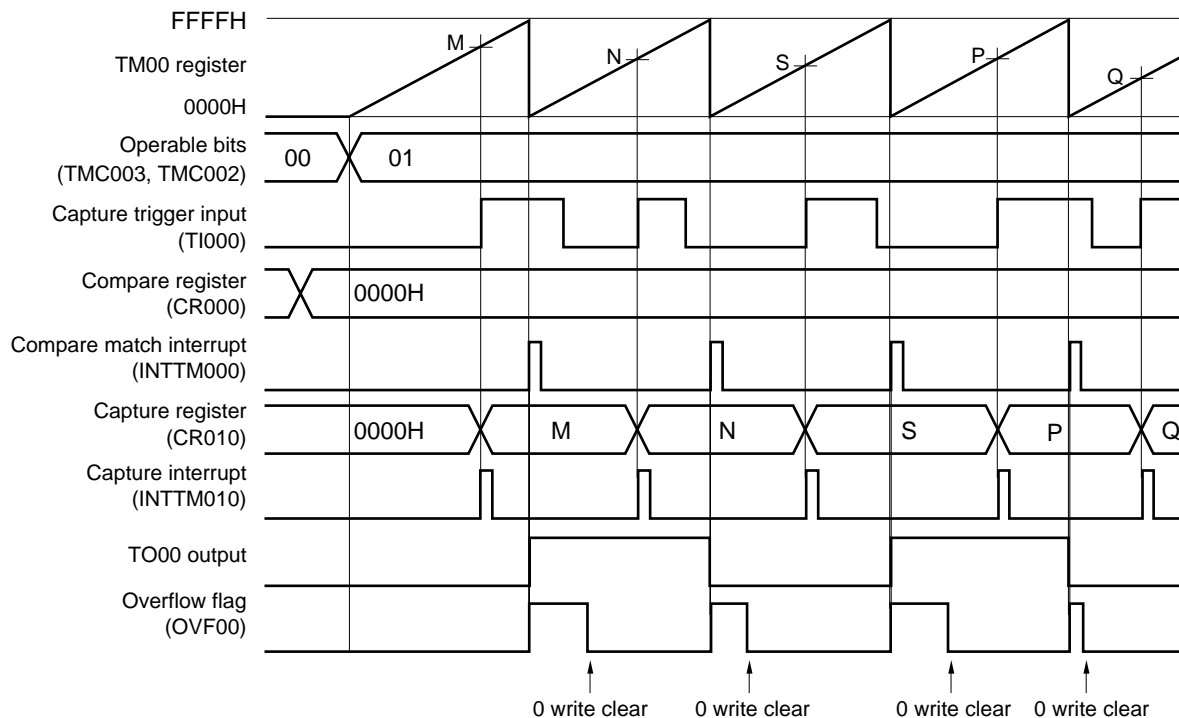 FFFFH
TM00 register
0000H
M
N
S
P
Q
Operable bits
(TMC003, TMC002)
00
01
Capture trigger input
(TI000)
Compare register
(CR000)
0000H
Compare match interrupt
(INTTM000)
Capture register
(CR010)
0000H
M
N
S
P
Q
Capture interrupt
(INTTM010)
TO00 output
Overflow flag
(OVF00)
0 write clear
0 write clear
0 write clear
0 write clear